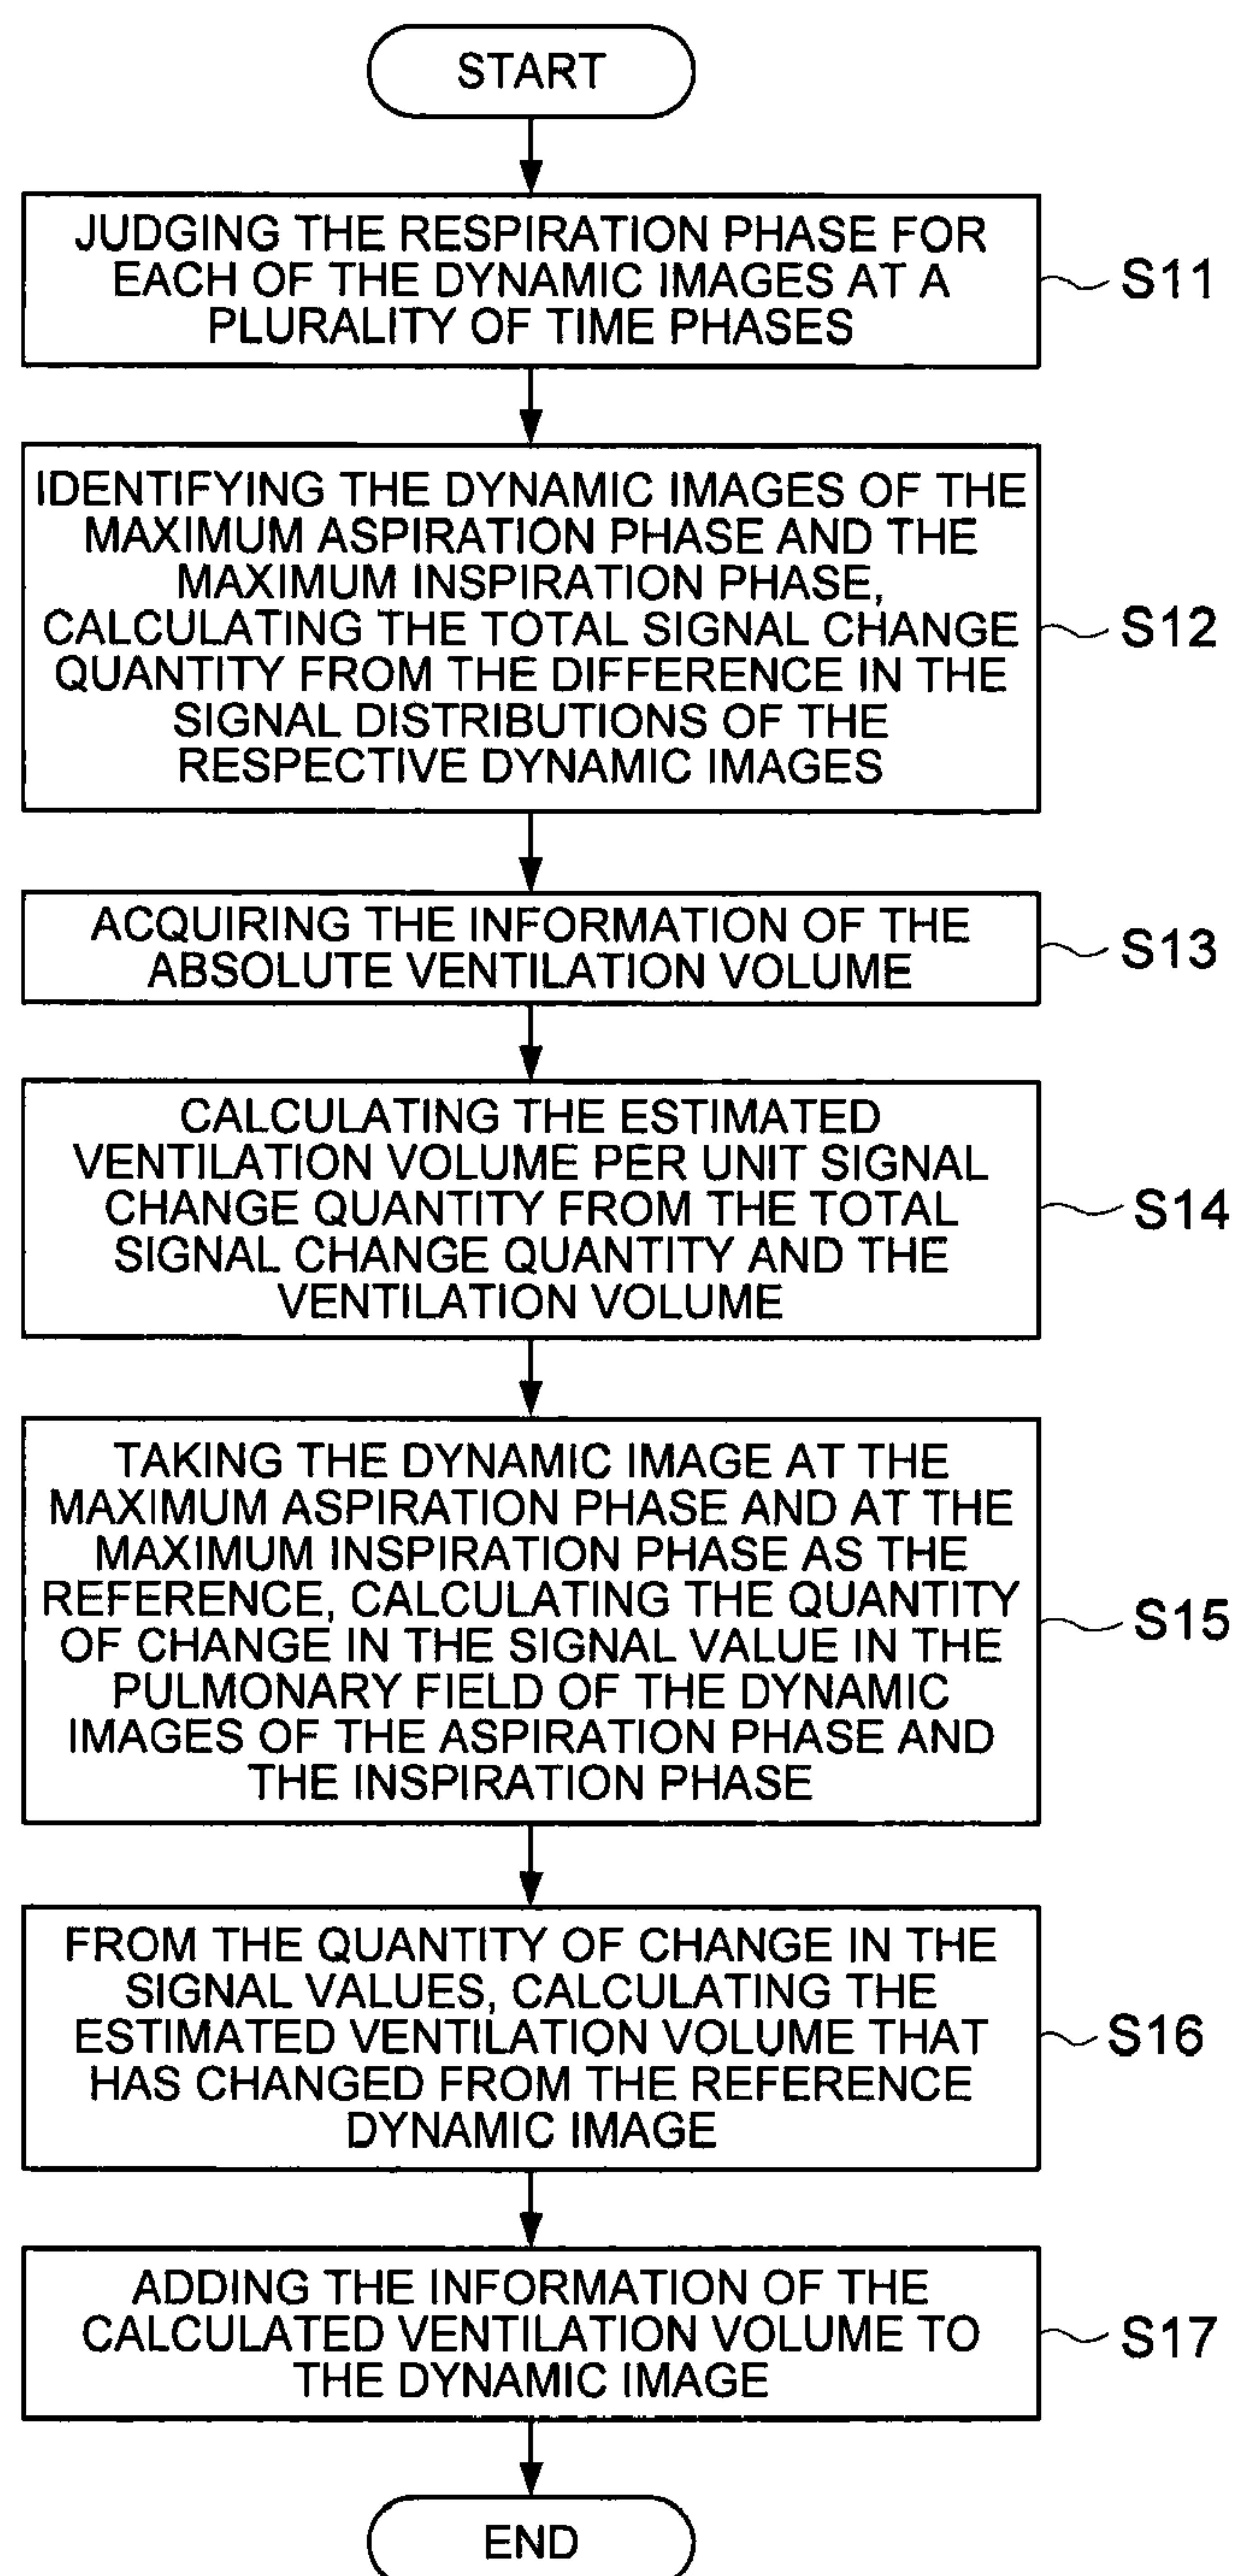 START
JUDGING THE RESPIRATION PHASE FOR
EACH OF THE DYNAMIC IMAGES AT A
PLURALITY OF TIME PHASES
S11
IDENTIFYING THE DYNAMIC IMAGES OF THE
MAXIMUM ASPIRATION PHASE AND THE
MAXIMUM INSPIRATION PHASE,
CALCULATING THE TOTAL SIGNAL CHANGE
QUANTITY FROM THE DIFFERENCE IN THE
SIGNAL DISTRIBUTIONS OF THE
RESPECTIVE DYNAMIC IMAGES
S12
ACQUIRING THE INFORMATION OF THE
ABSOLUTE VENTILATION VOLUME
S13
CALCULATING THE ESTIMATED
VENTILATION VOLUME PER UNIT SIGNAL
CHANGE QUANTITY FROM THE TOTAL
SIGNAL CHANGE QUANTITY AND THE
VENTILATION VOLUME
S14
TAKING THE DYNAMIC IMAGE AT THE
MAXIMUM ASPIRATION PHASE AND AT THE
MAXIMUM INSPIRATION PHASE AS THE
REFERENCE, CALCULATING THE QUANTITY
OF CHANGE IN THE SIGNAL VALUE IN THE
PULMONARY FIELD OF THE DYNAMIC
IMAGES OF THE ASPIRATION PHASE AND
THE INSPIRATION PHASE
S15
FROM THE QUANTITY OF CHANGE IN THE
SIGNAL VALUES, CALCULATING THE
ESTIMATED VENTILATION VOLUME THAT
HAS CHANGED FROM THE REFERENCE
DYNAMIC IMAGE
S16
ADDING THE INFORMATION OF THE
CALCULATED VENTILATION VOLUME TO
THE DYNAMIC IMAGE
S17
END